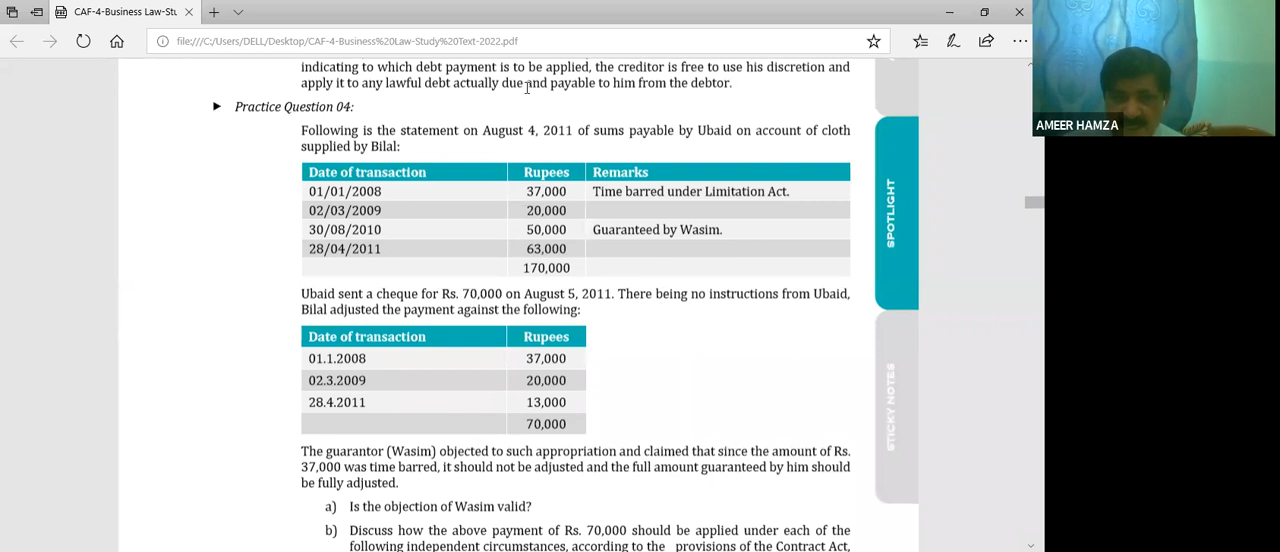 CAF-4-Business Law-Stu
file:///C:/Users/DELL/Desktop/CAF-4-Business%20Law-Study%20Text-2022.pdf
AMEER HAMZA
indicating to which debt payment is to be applied, the creditor is free to use his discretion and
apply it to any lawful debt actually due and payable to him from the debtor.
Practice Question 04:
Following is the statement on August 4, 2011 of sums payable by Ubaid on account of cloth
supplied by Bilal:
Date of transaction Rupees Remarks
01/01/2008 37,000 Time barred under Limitation Act.
02/03/2009 20,000
30/08/2010 50,000 Guaranteed by Wasim.
28/04/2011 63,000
170,000
Ubaid sent a cheque for Rs. 70,000 on August 5, 2011. There being no instructions from Ubaid,
Bilal adjusted the payment against the following:
Date of transaction Rupees
01.1.2008 37,000
02.3.2009 20,000
28.4.2011 13,000
70,000
The guarantor (Wasim) objected to such appropriation and claimed that since the amount of Rs.
37,000 was time barred, it should not be adjusted and the full amount guaranteed by him should
be fully adjusted.
a) Is the objection of Wasim valid?
b) Discuss how the above payment of Rs. 70,000 should be applied under each of the
following independent circumstances, according to the provisions of the Contract Act,
SPOTLIGHT
STICKY NOTES